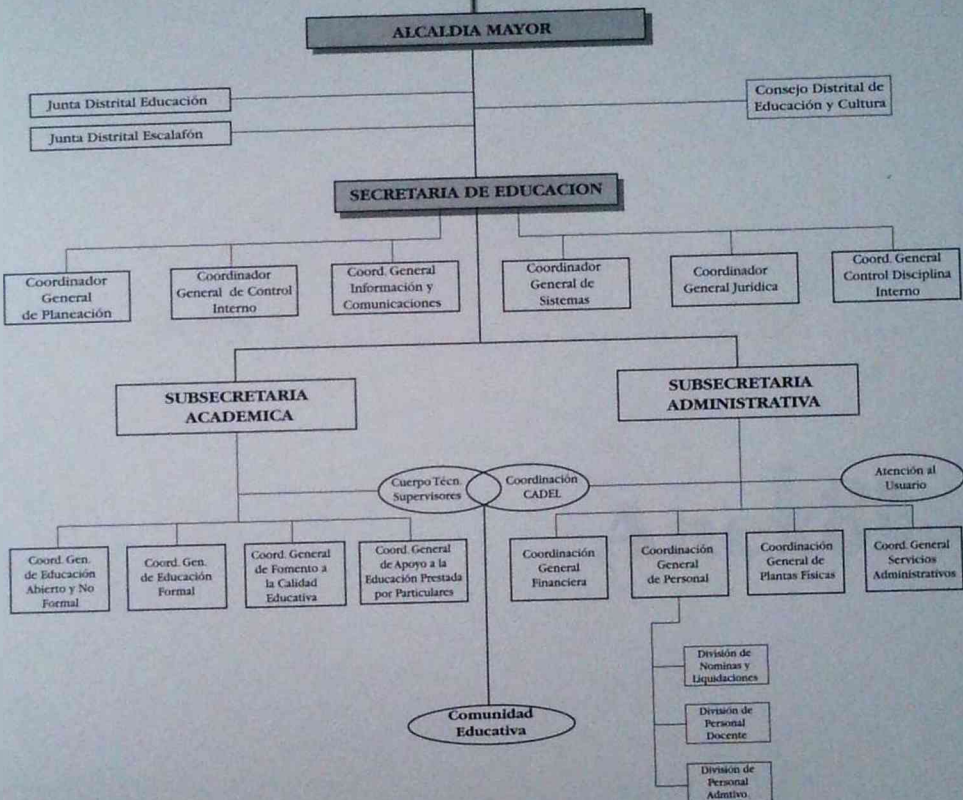 ALCALDIA MAYOR
Junta Distrital Educación
Junta Distrital Escalafón
Consejo Distrital de
Educación y Cultura
SECRETARIA DE EDUCACION
Coordinador
General
de Planeación
Coordinador
General de Control
Interno
Coord. General
Información y
Comunicaciones
Coordinador
General de
Sistemas
Coordinador
General Jurídica
Coord. General
Control Disciplina
Interno
SUBSECRETARIA
ACADEMICA
SUBSECRETARIA
ADMINISTRATIVA
Cuerpo Técn.
Supervisores
Coordinación
CADEL
Atención al
Usuario
Coord. Gen.
de Educación
Abierto y No
Formal
Coord. Gen.
de Educación
Formal
Coord. General
de Fomento a
la Calidad
Educativa
Coord. General
de Apoyo a la
Educación Prestada
por Particulares
Coordinación
General
Financiera
Coordinación
General
de Personal
Coordinación
General de
Plantas Físicas
Coord. General
Servicios
Administrativos
División de
Nominas y
Liquidaciones
División de
Personal
Docente
División de
Personal
Admtivo.
Comunidad
Educativa